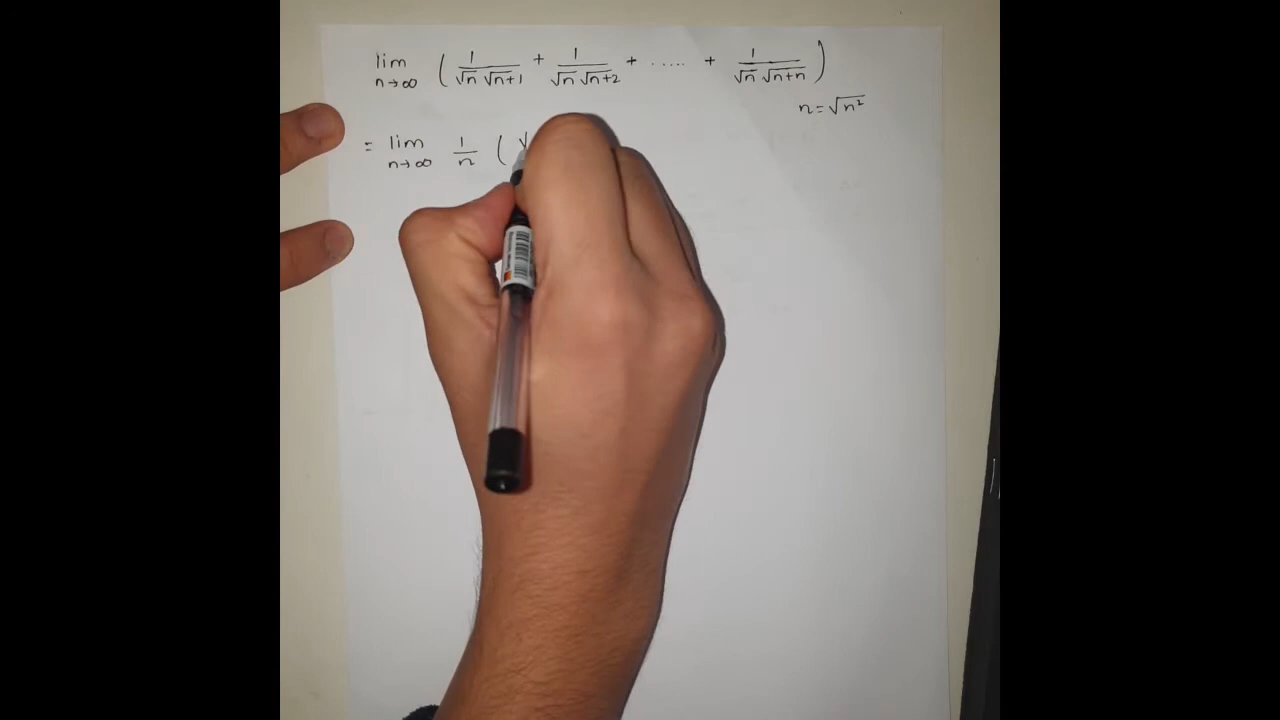 lim n→∞ ( 1/√n √n+1 + 1/√n √n+2 + ..... + 1/√n √n+n )
n = √n²
= lim n→∞ 1/n ( √